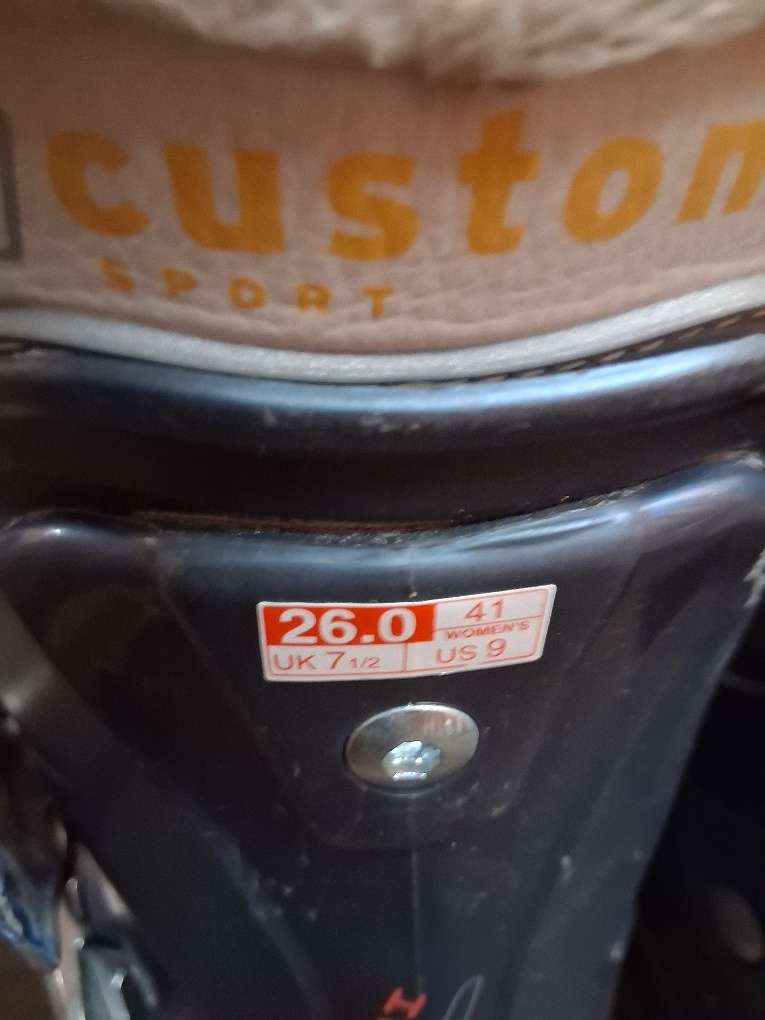 custom
SPORT
26.0
41
WOMEN'S
UK 7 1/2
US 9